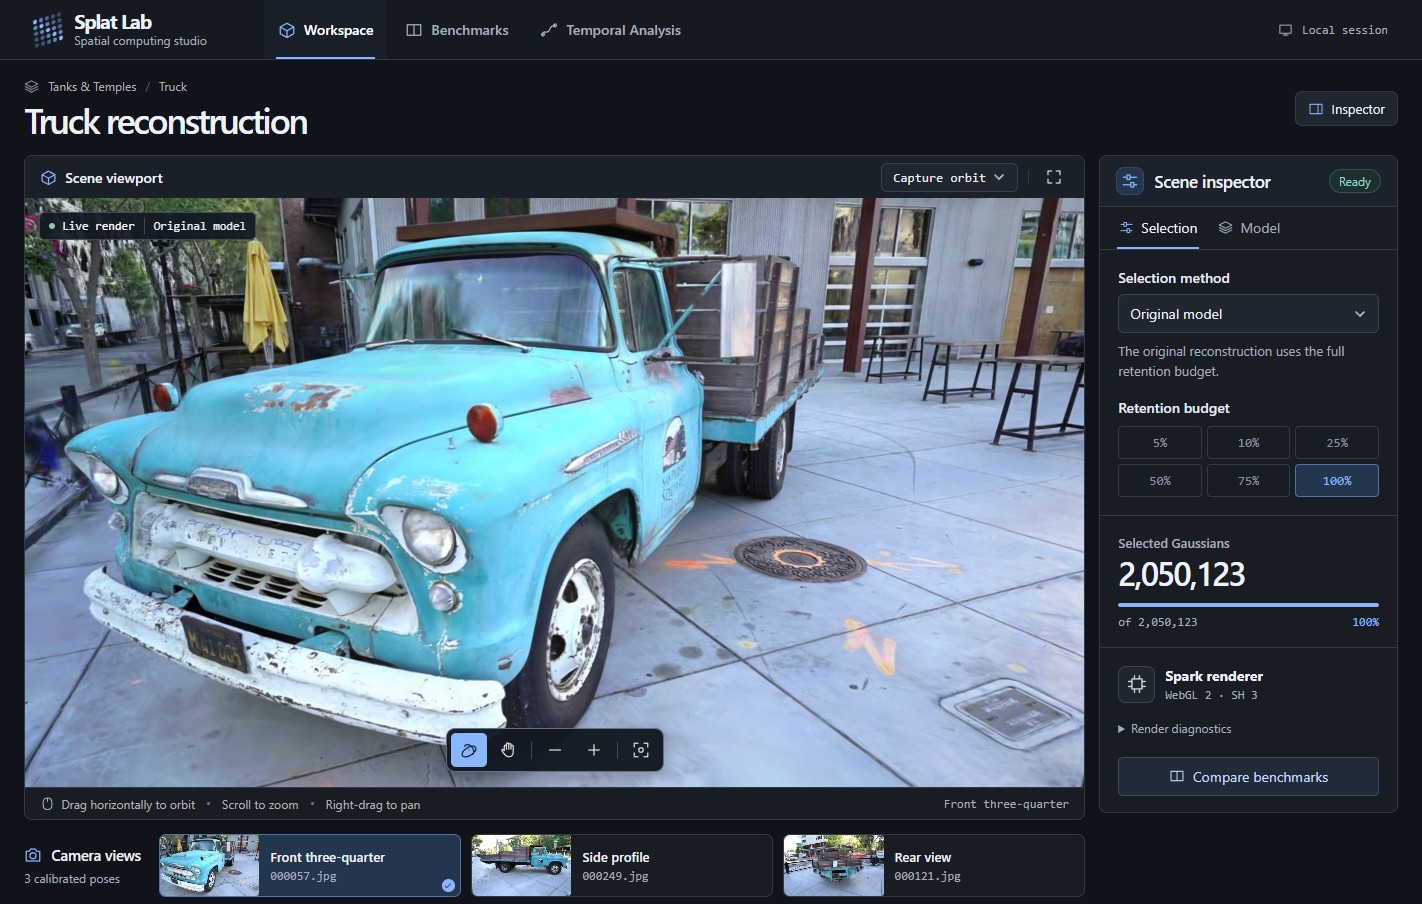 Splat Lab
Spatial computing studio
Workspace
Benchmarks
Temporal Analysis
Local session
Tanks & Temples / Truck
Truck reconstruction
Inspector
Scene viewport
Capture orbit
Live render
Original model
Drag horizontally to orbit • Scroll to zoom • Right-drag to pan
Front three-quarter
Scene inspector
Ready
Selection
Model
Selection method
Original model
The original reconstruction uses the full
retention budget.
Retention budget
5% 10% 25%
50% 75% 100%
Selected Gaussians
2,050,123
of 2,050,123 100%
Spark renderer
WebGL 2 · SH 3
Render diagnostics
Compare benchmarks
Camera views
3 calibrated poses
Front three-quarter
000057.jpg
Side profile
000249.jpg
Rear view
000121.jpg